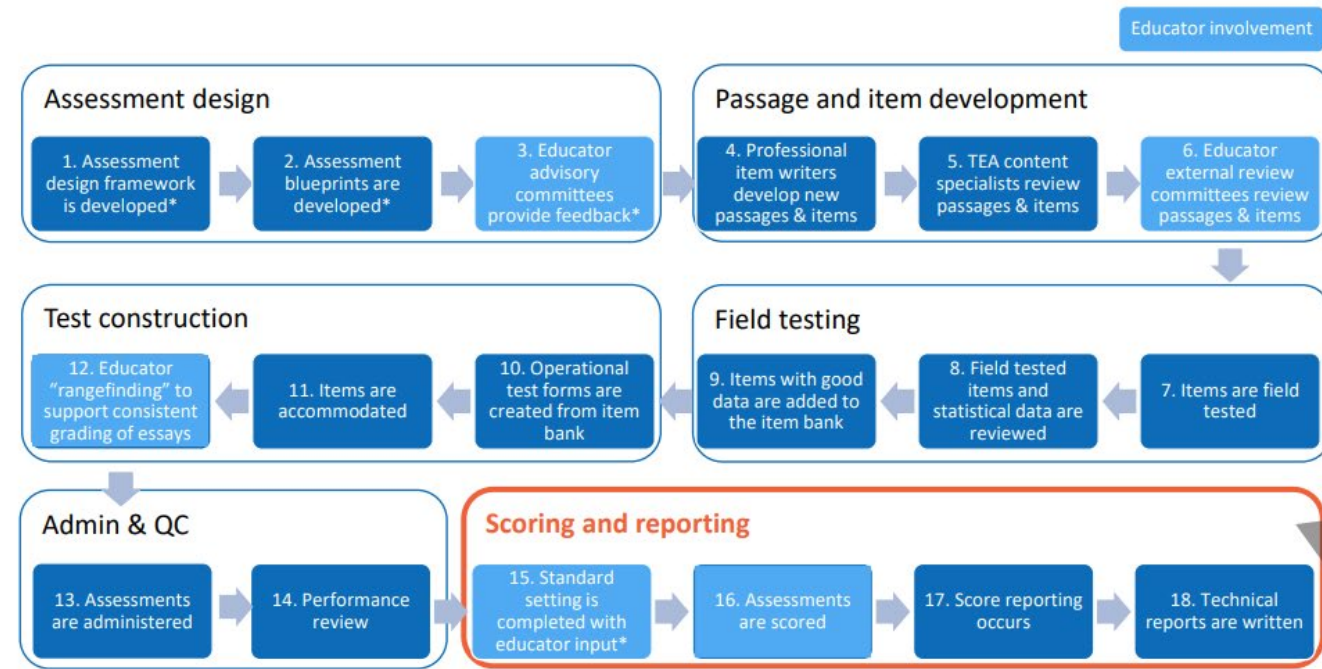 Educator involvement
Assessment design
1. Assessment
design framework
is developed*
2. Assessment
blueprints are
developed*
3. Educator
advisory
committees
provide feedback*
Passage and item development
4. Professional
item writers
develop new
passages & items
5. TEA content
specialists review
passages & items
6. Educator
external review
committees review
passages & items
Field testing
7. Items are field
tested
8. Field tested
items and
statistical data are
reviewed
9. Items with good
data are added to
the item bank
Test construction
10. Operational
test forms are
created from item
bank
11. Items are
accommodated
12. Educator
“rangefinding” to
support consistent
grading of essays
Admin & QC
13. Assessments
are administered
14. Performance
review
Scoring and reporting
15. Standard
setting is
completed with
educator input*
16. Assessments
are scored
17. Score reporting
occurs
18. Technical
reports are written